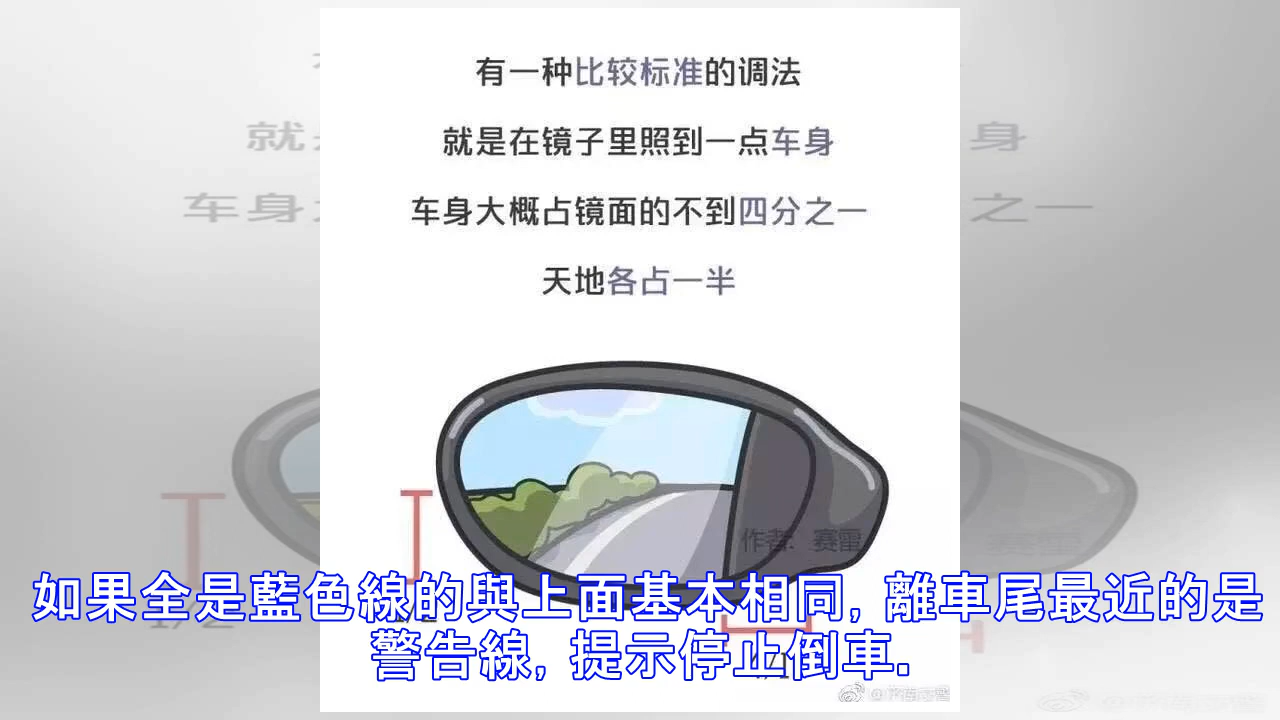 有一种比较标准的调法
就是在镜子里照到一点车身
车身大概占镜面的不到四分之一
天地各占一半
作者: 赛雷
如果全是藍色線的與上面基本相同, 離車尾最近的是
警告線, 提示停止倒車.